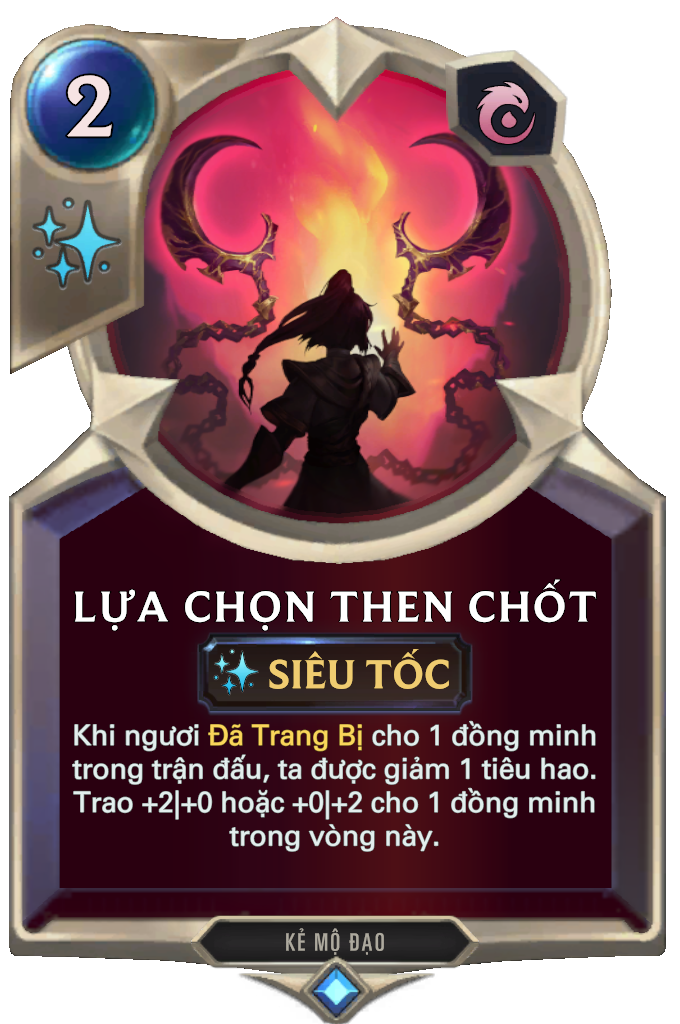 2
LỰA CHỌN THEN CHỐT
SIÊU TỐC
Khi ngươi Đã Trang Bị cho 1 đồng minh
trong trận đấu, ta được giảm 1 tiêu hao.
Trao +2|+0 hoặc +0|+2 cho 1 đồng minh
trong vòng này.
KẺ MỘ ĐẠO